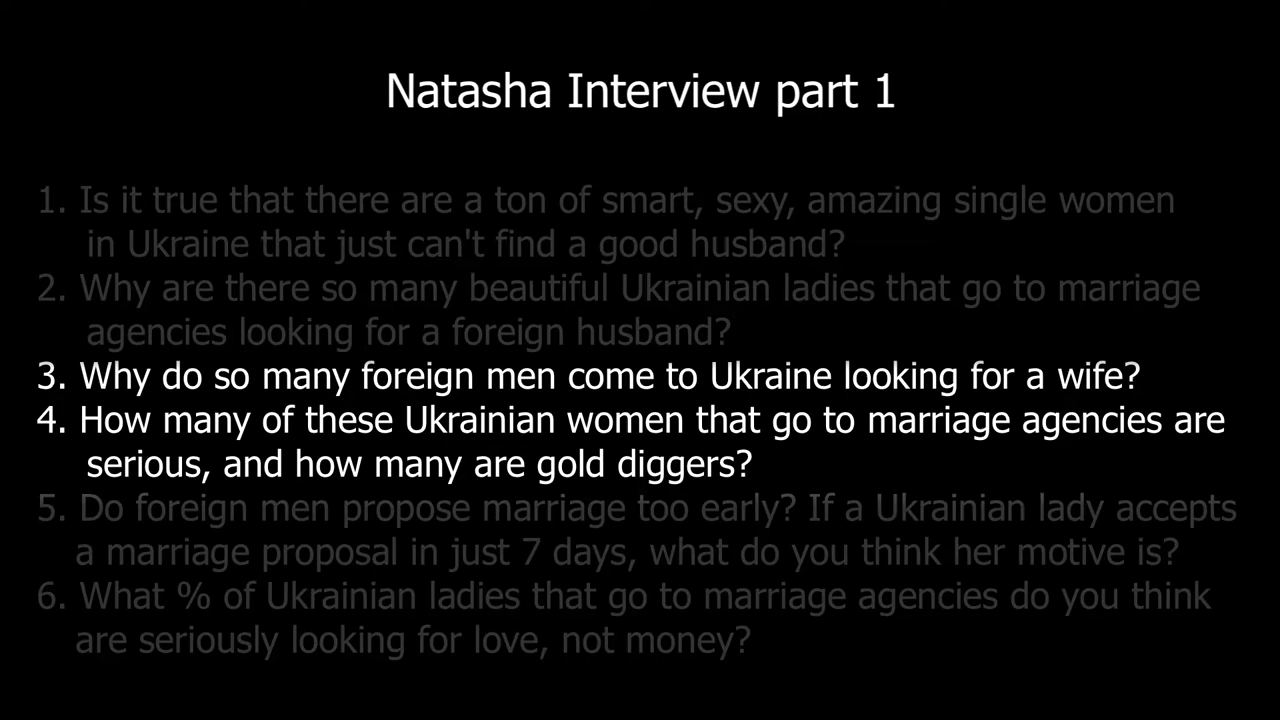 Natasha Interview part 1
1. Is it true that there are a ton of smart, sexy, amazing single women
in Ukraine that just can't find a good husband?
2. Why are there so many beautiful Ukrainian ladies that go to marriage
agencies looking for a foreign husband?
3. Why do so many foreign men come to Ukraine looking for a wife?
4. How many of these Ukrainian women that go to marriage agencies are
serious, and how many are gold diggers?
5. Do foreign men propose marriage too early? If a Ukrainian lady accepts
a marriage proposal in just 7 days, what do you think her motive is?
6. What % of Ukrainian ladies that go to marriage agencies do you think
are seriously looking for love, not money?